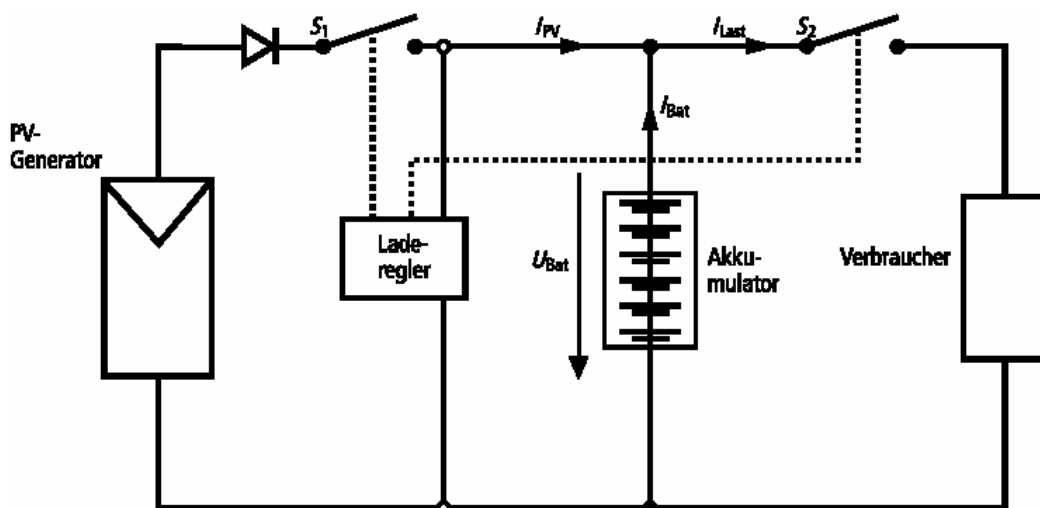 S1
IPV
ILast
S2
IBat
PV-
Generator
Lade-
regler
UBat
Akku-
mulator
Verbraucher